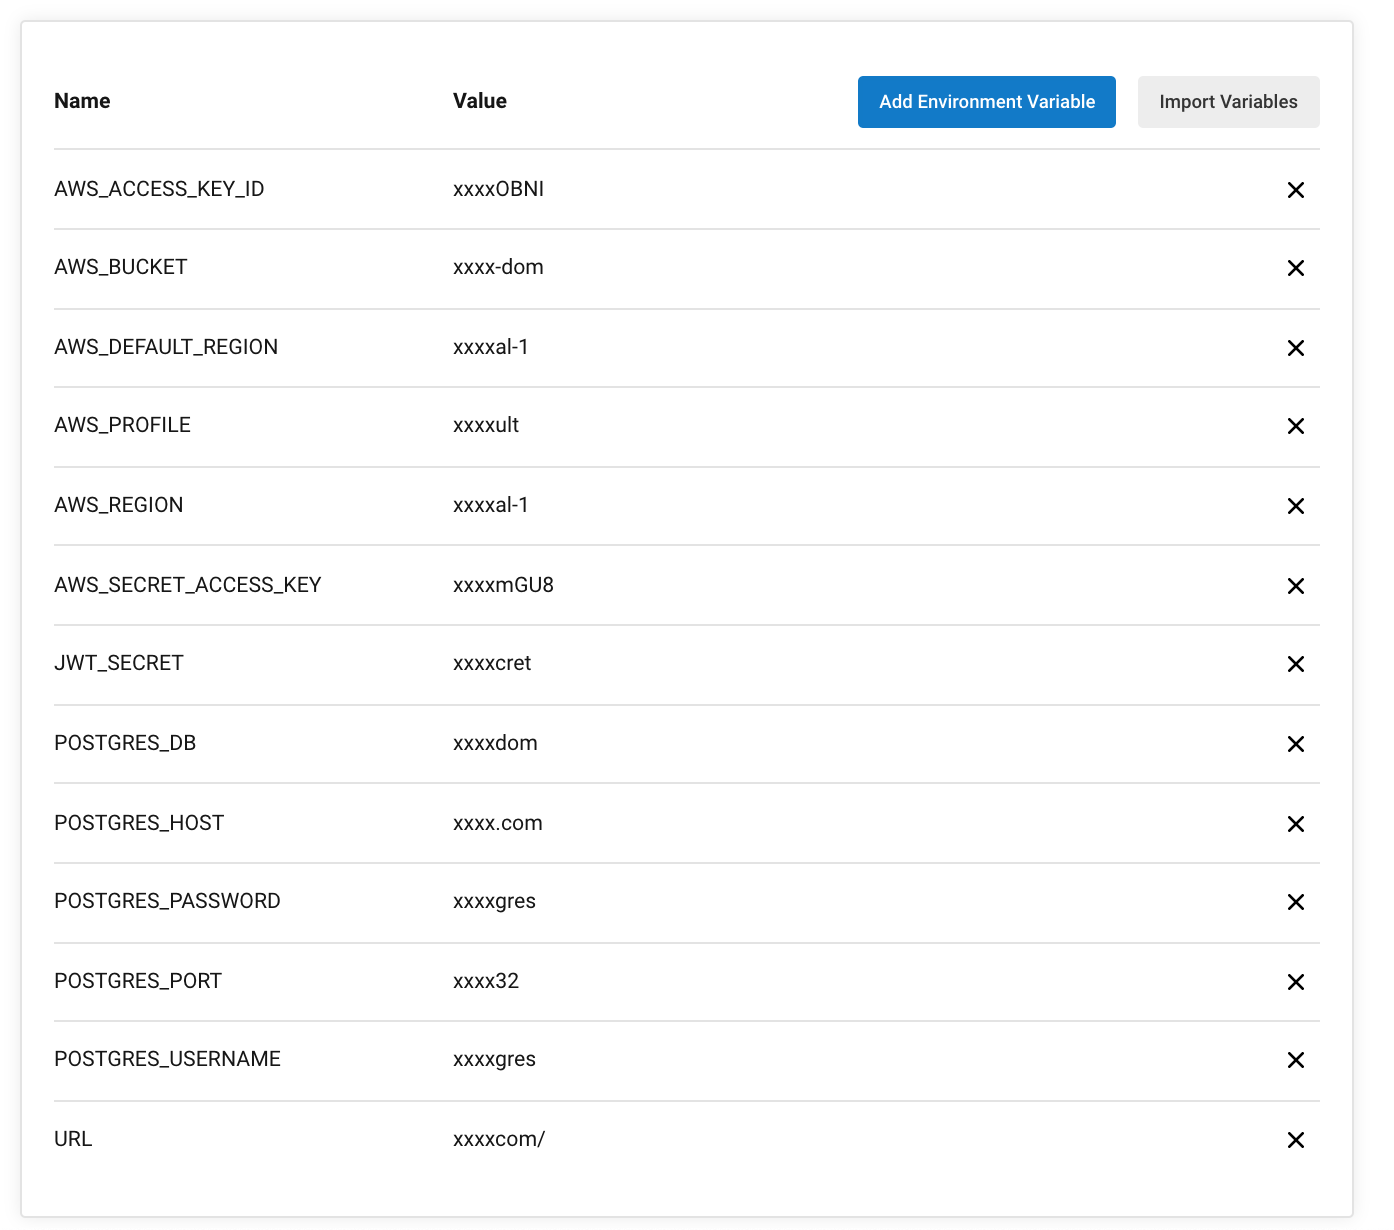 Name Value Add Environment Variable Import Variables
AWS_ACCESS_KEY_ID xxxxOBNI
AWS_BUCKET xxxx-dom
AWS_DEFAULT_REGION xxxxal-1
AWS_PROFILE xxxxult
AWS_REGION xxxxal-1
AWS_SECRET_ACCESS_KEY xxxxmGU8
JWT_SECRET xxxxcret
POSTGRES_DB xxxxdom
POSTGRES_HOST xxxx.com
POSTGRES_PASSWORD xxxxgres
POSTGRES_PORT xxxx32
POSTGRES_USERNAME xxxxgres
URL xxxxcom/